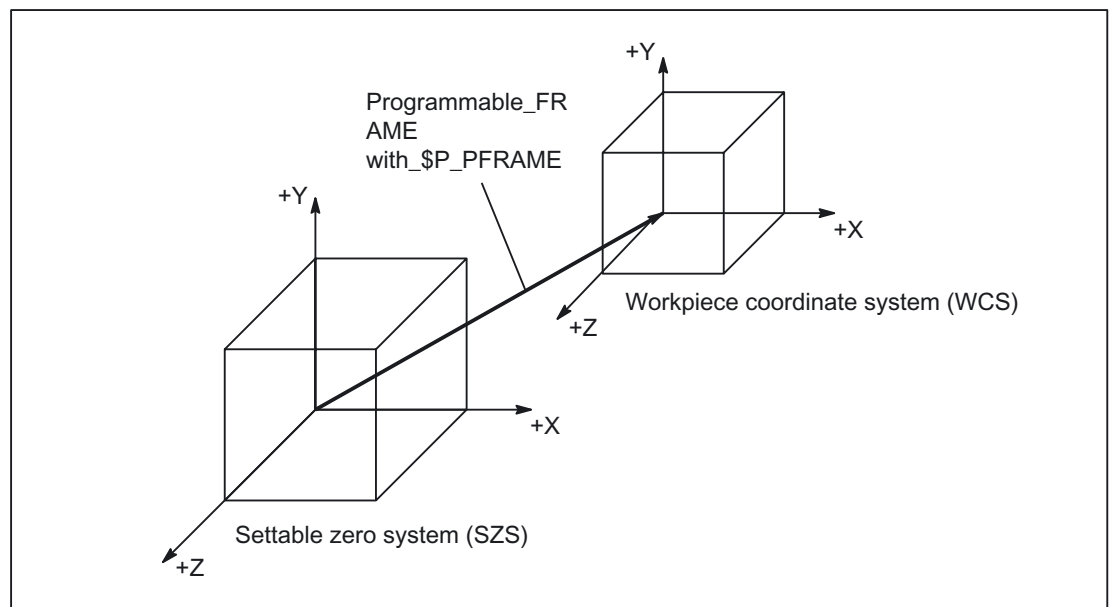 +Y
Programmable_FR
AME
with_$P_PFRAME
+X
Workpiece coordinate system (WCS)
+Z
+Y
+X
Settable zero system (SZS)
+Z